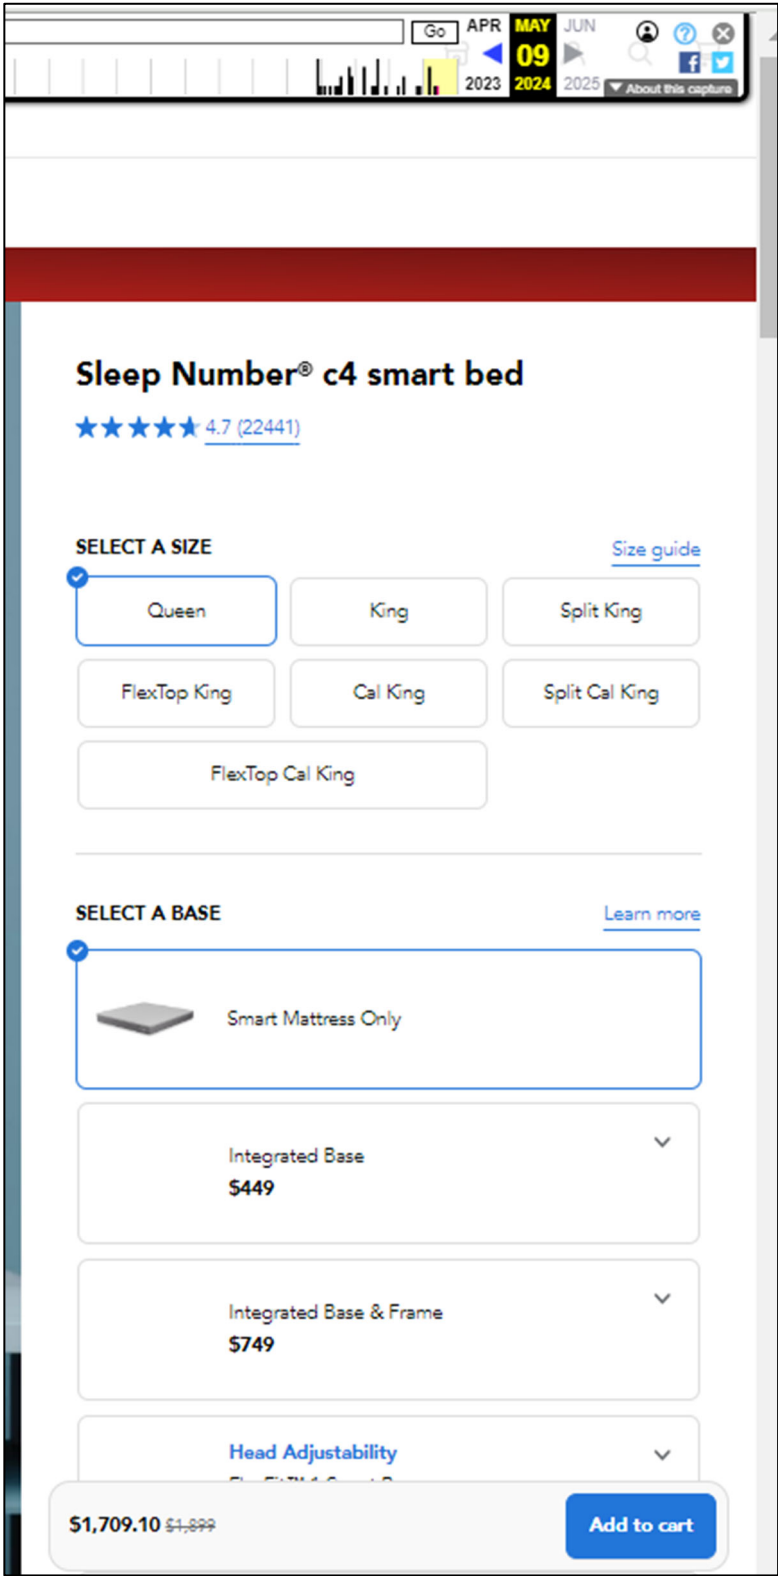 Go APR MAY JUN
09
2023 2024 2025 About this capture
Sleep Number® c4 smart bed
4.7 (22441)
SELECT A SIZE Size guide
Queen King Split King
FlexTop King Cal King Split Cal King
FlexTop Cal King
SELECT A BASE Learn more
Smart Mattress Only
Integrated Base
$449
Integrated Base & Frame
$749
Head Adjustability
$1,709.10 $1,899 Add to cart